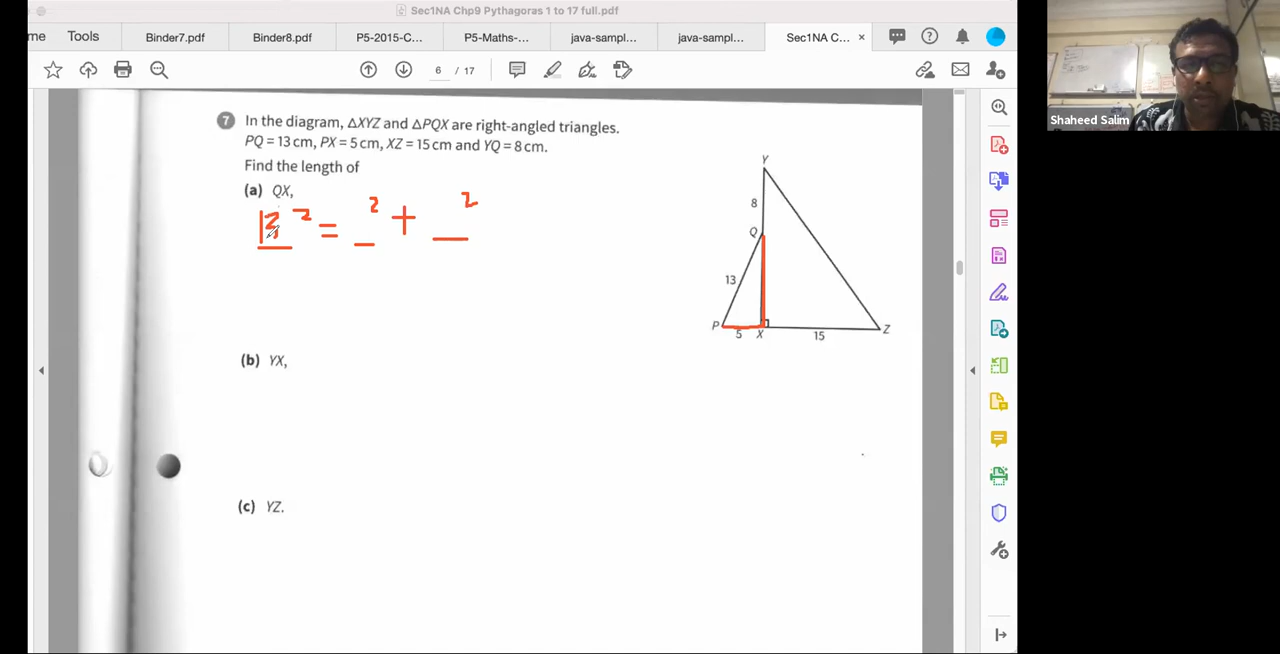 Sec1NA Chp9 Pythagoras 1 to 17 full.pdf
me Tools Binder7.pdf Binder8.pdf P5-2015-C... P5-Maths-... java-sampl... java-sampl... Sec1NA C... ×
6 / 17
Shaheed Salim
7 In the diagram, △XYZ and △PQX are right-angled triangles.
PQ = 13 cm, PX = 5 cm, XZ = 15 cm and YQ = 8 cm.
Find the length of
(a) QX,
13² = _² + _²
Y
8
Q
13
P
5
X
15
Z
(b) YX,
(c) YZ.